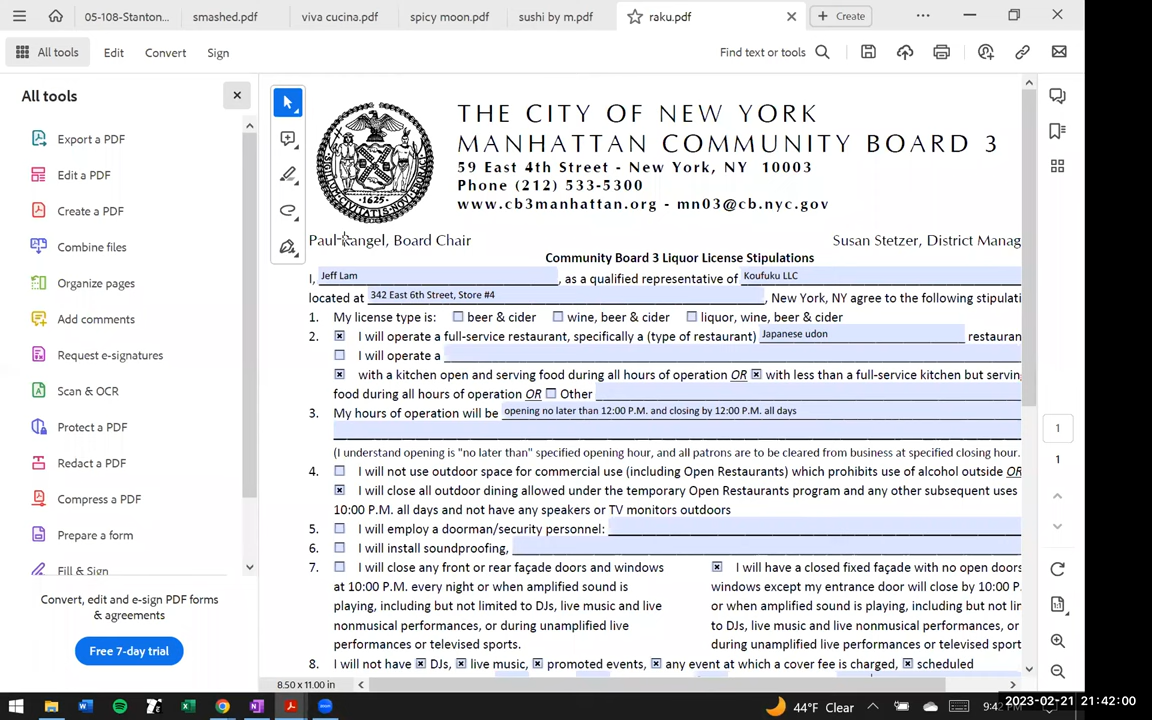 05-108-Stanton... smashed.pdf viva cucina.pdf spicy moon.pdf sushi by m.pdf raku.pdf Create
All tools Edit Convert Sign Find text or tools
All tools
Export a PDF
Edit a PDF
Create a PDF
Combine files
Organize pages
Add comments
Request e-signatures
Scan & OCR
Protect a PDF
Redact a PDF
Compress a PDF
Prepare a form
Fill & Sign
Convert, edit and e-sign PDF forms
& agreements
Free 7-day trial
THE CITY OF NEW YORK
MANHATTAN COMMUNITY BOARD 3
59 East 4th Street - New York, NY 10003
Phone (212) 533-5300
www.cb3manhattan.org - mn03@cb.nyc.gov
1625
Paul Rangel, Board Chair Susan Stetzer, District Manag
Community Board 3 Liquor License Stipulations
I, Jeff Lam, as a qualified representative of Koufuku LLC
located at 342 East 6th Street, Store #4, New York, NY agree to the following stipulati
1. My license type is: beer & cider wine, beer & cider liquor, wine, beer & cider
2. I will operate a full-service restaurant, specifically a (type of restaurant) Japanese udon restauran
I will operate a
with a kitchen open and serving food during all hours of operation OR with less than a full-service kitchen but servin
food during all hours of operation OR Other
3. My hours of operation will be opening no later than 12:00 P.M. and closing by 12:00 P.M. all days
(I understand opening is "no later than" specified opening hour, and all patrons are to be cleared from business at specified closing hour.
4. I will not use outdoor space for commercial use (including Open Restaurants) which prohibits use of alcohol outside OR
I will close all outdoor dining allowed under the temporary Open Restaurants program and any other subsequent uses
10:00 P.M. all days and not have any speakers or TV monitors outdoors
5. I will employ a doorman/security personnel:
6. I will install soundproofing,
7. I will close any front or rear façade doors and windows
at 10:00 P.M. every night or when amplified sound is
playing, including but not limited to DJs, live music and live
nonmusical performances, or during unamplified live
performances or televised sports.
I will have a closed fixed façade with no open doors
windows except my entrance door will close by 10:00 P
or when amplified sound is playing, including but not lin
to DJs, live music and live nonmusical performances, or
during unamplified live performances or televised sport
8. I will not have DJs, live music, promoted events, any event at which a cover fee is charged, scheduled
8.50 x 11.00 in
1
1
44°F Clear 9:42
2023-02-21 21:42:00